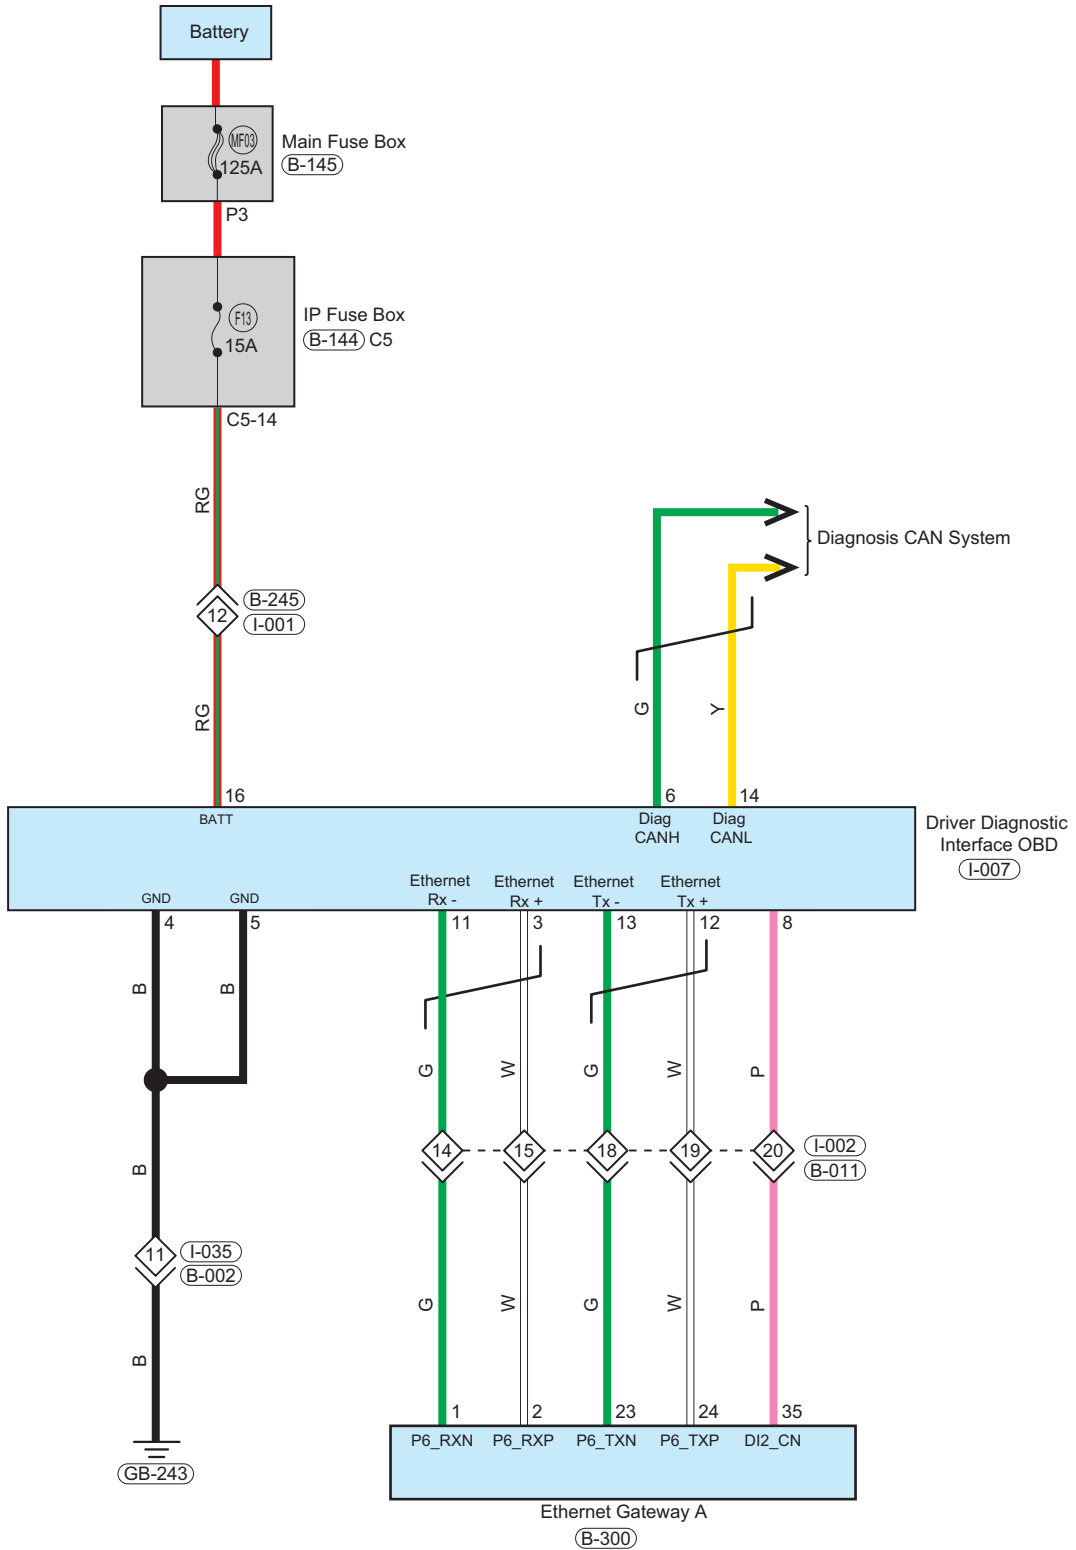 Battery
MF03
125A
Main Fuse Box
B-145
P3
F13
15A
IP Fuse Box
B-144 C5
C5-14
RG
Diagnosis CAN System
12
B-245
I-001
RG
G
Y
16
6
14
BATT
Diag
CANH
Diag
CANL
Driver Diagnostic
Interface OBD
I-007
GND
GND
Ethernet
Rx -
Ethernet
Rx +
Ethernet
Tx -
Ethernet
Tx +
4
5
11
3
13
12
8
B
B
G
W
G
W
P
14
15
18
19
20
I-002
B-011
B
11
I-035
B-002
G
W
G
W
P
B
1
2
23
24
35
P6_RXN
P6_RXP
P6_TXN
P6_TXP
DI2_CN
GB-243
Ethernet Gateway A
B-300